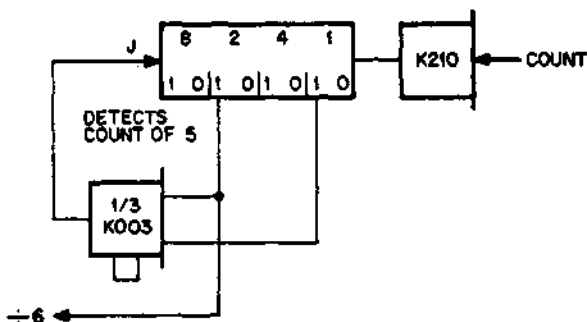 J
8 2 4 1
1 0 1 0 1 0 1 0
K210
COUNT
DETECTS
COUNT OF 5
1/3
K003
÷6